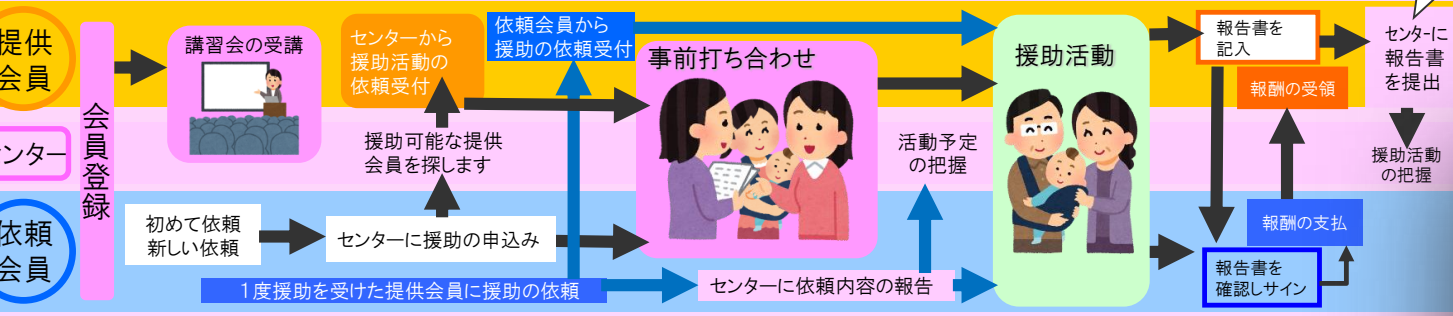 提供
会員
センター
依頼
会員
会員登録
講習会の受講
センターから
援助活動の
依頼受付
依頼会員から
援助の依頼受付
事前打ち合わせ
援助活動
報告書を
記入
センターに
報告書
を提出
報酬の受領
援助可能な提供
会員を探します
活動予定
の把握
援助活動
の把握
初めて依頼
新しい依頼
センターに援助の申込み
報酬の支払
1度援助を受けた提供会員に援助の依頼
センターに依頼内容の報告
報告書を
確認しサイン